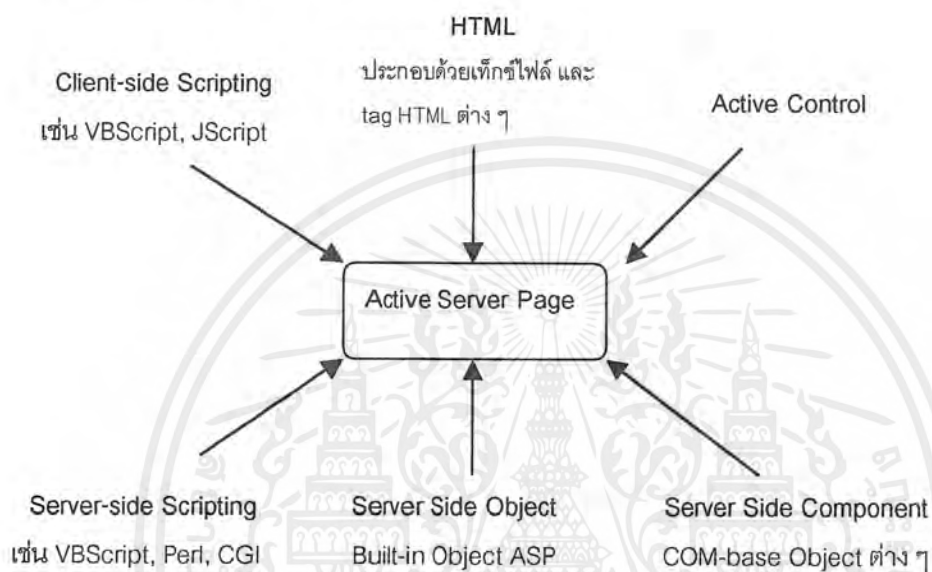 HTML
ประกอบด้วยเท็กซ์ไฟล์ และ
tag HTML ต่าง ๆ
Client-side Scripting
เช่น VBScript, JScript
Active Control
Active Server Page
Server-side Scripting
เช่น VBScript, Perl, CGI
Server Side Object
Built-in Object ASP
Server Side Component
COM-base Object ต่าง ๆ